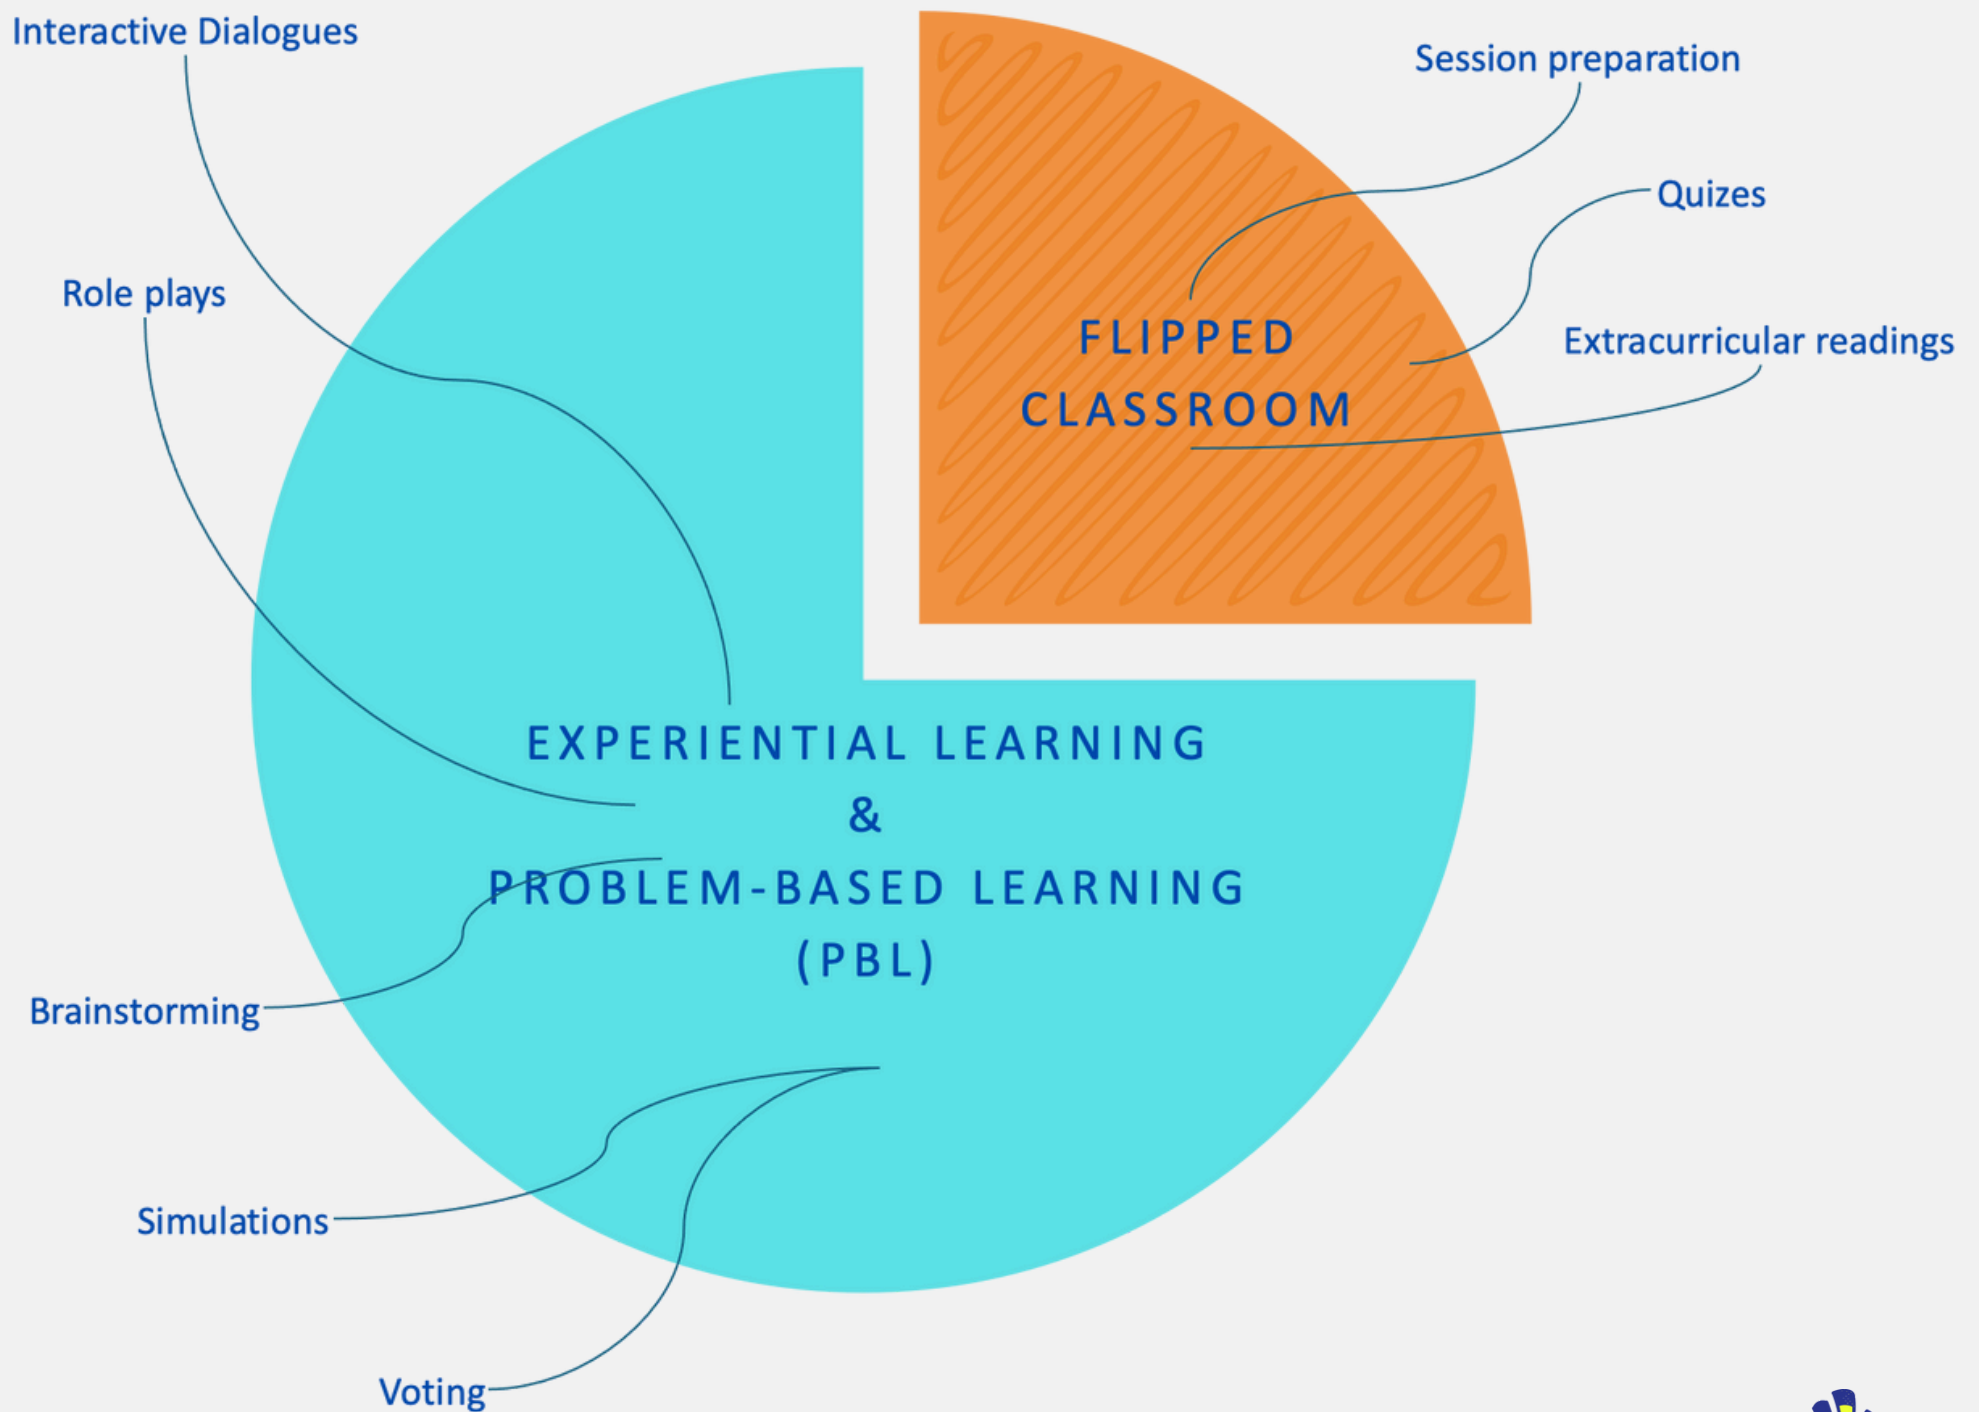 Interactive Dialogues
Session preparation
Quizes
Role plays
Extracurricular readings
FLIPPED
CLASSROOM
EXPERIENTIAL LEARNING
&
PROBLEM-BASED LEARNING
(PBL)
Brainstorming
Simulations
Voting